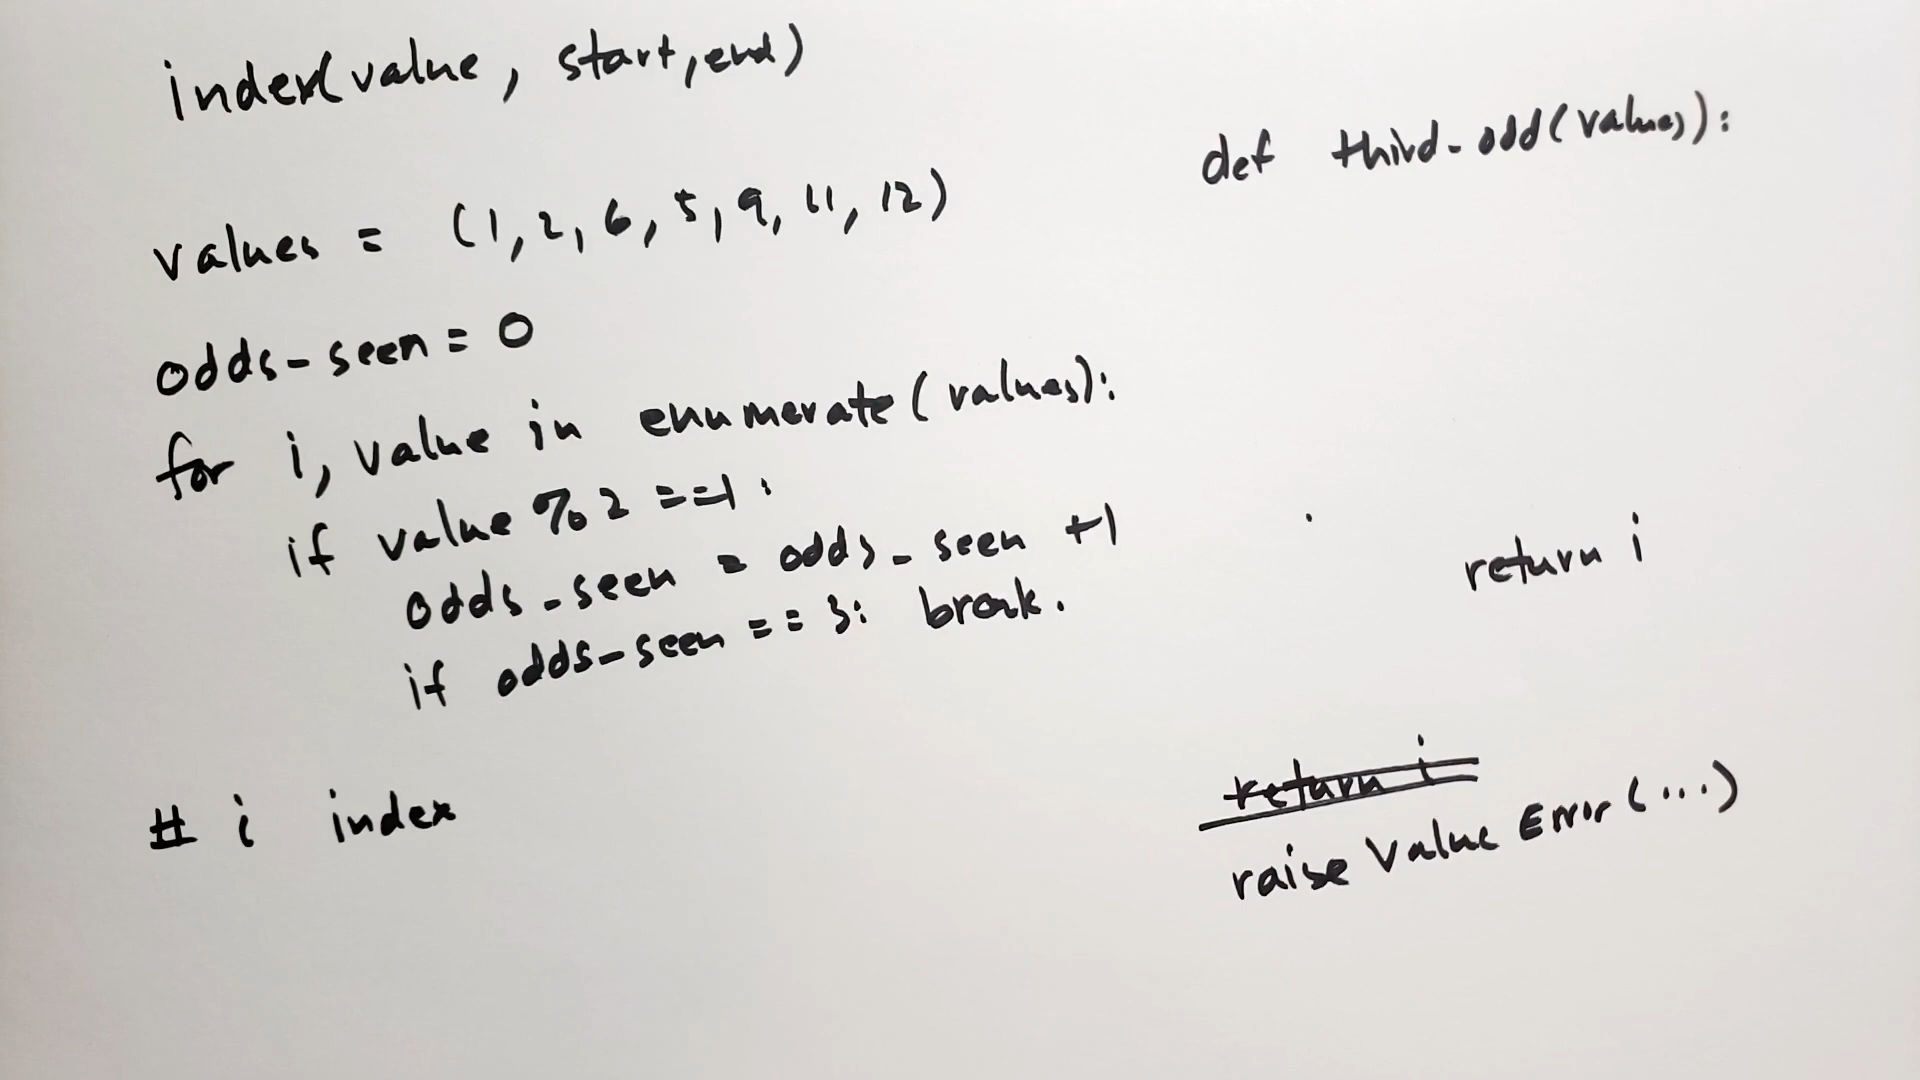 index(value, start, end)
values = (1, 2, 6, 5, 9, 11, 12)
odds-seen = 0
for i, value in enumerate(values):
if value % 2 == 1:
odds-seen = odds-seen +1
if odds-seen == 3: break.
# i index
def third-odd(values):
return i
return i
raise Value Error (...)